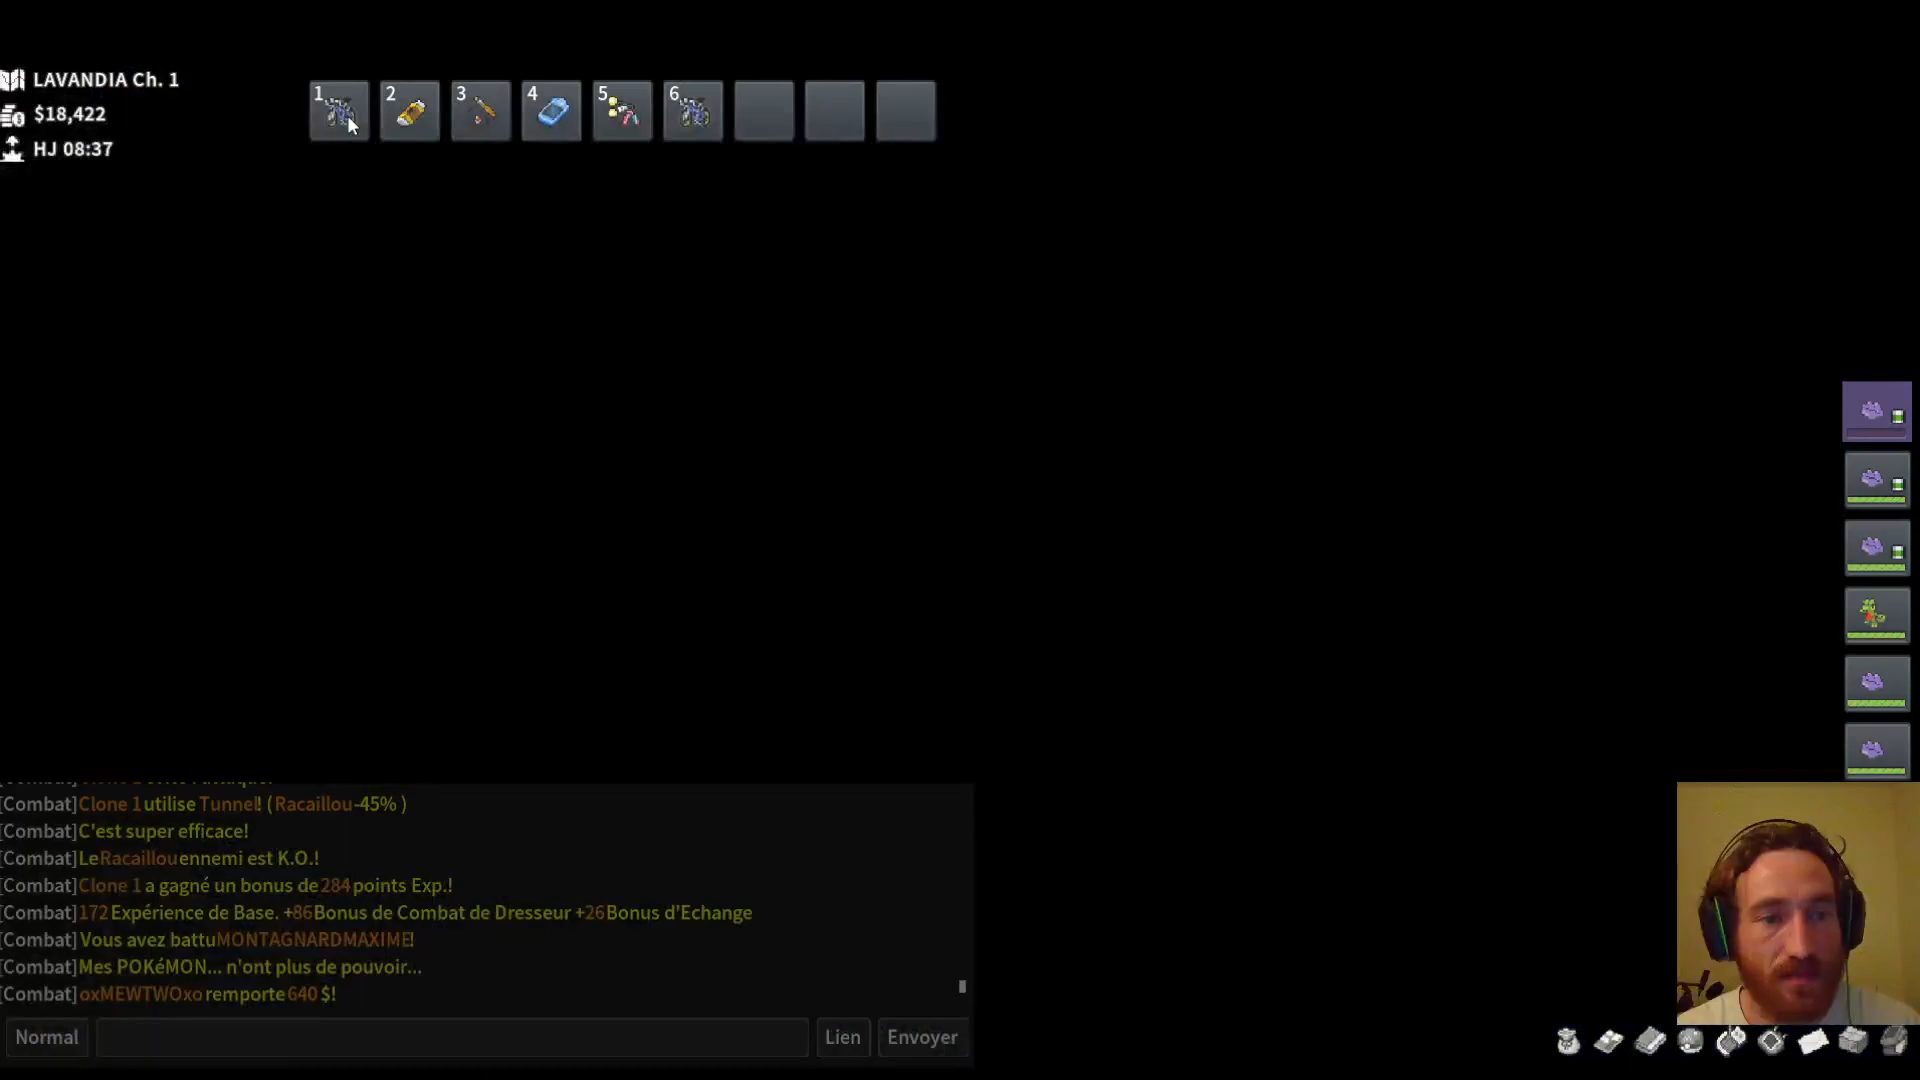 LAVANDIA Ch. 1
$18,422
HJ 08:37
1 2 3 4 5 6
[Combat]Clone 1 utilise Tunnel! (Racaillou-45% )
[Combat]C'est super efficace!
[Combat]Le Racaillou ennemi est K.O.!
[Combat]Clone 1 a gagné un bonus de 284 points Exp.!
[Combat]172 Expérience de Base. +86 Bonus de Combat de Dresseur +26 Bonus d'Echange
[Combat]Vous avez battu MONTAGNARD MAXIME!
[Combat]Mes POKéMON... n'ont plus de pouvoir...
[Combat]oxMEWTWOxo remporte 640 $!
Normal
Lien
Envoyer